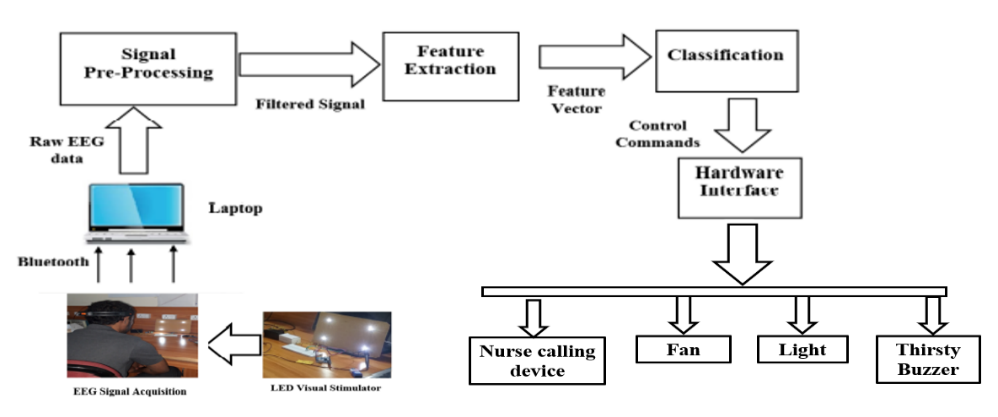 Signal
Pre-Processing
Filtered Signal
Feature
Extraction
Feature
Vector
Classification
Control
Commands
Hardware
Interface
Raw EEG
data
Laptop
Bluetooth
EEG Signal Acquisition
LED Visual Stimulator
Nurse calling
device
Fan
Light
Thirsty
Buzzer